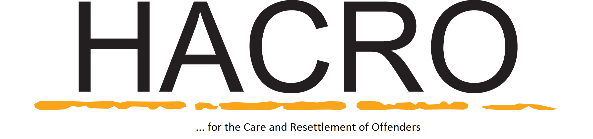 HACRO
... for the Care and Resettlement of Offenders